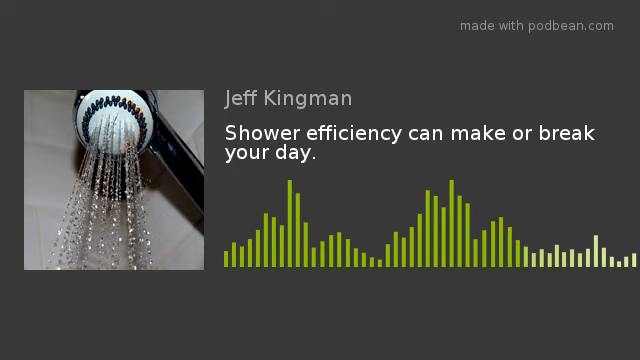 made with podbean.com
Jeff Kingman
Shower efficiency can make or break
your day.